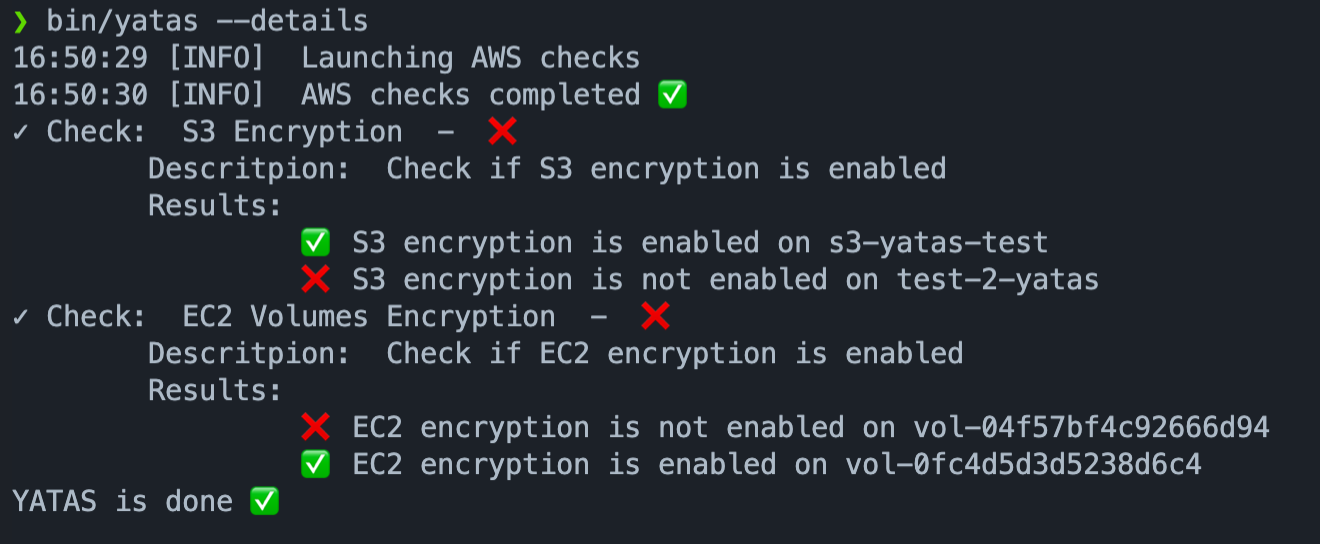 ❯ bin/yatas --details
16:50:29 [INFO]  Launching AWS checks
16:50:30 [INFO]  AWS checks completed ✅
✓ Check:  S3 Encryption  -  ❌
        Descritpion:  Check if S3 encryption is enabled
        Results:
                 ✅ S3 encryption is enabled on s3-yatas-test
                 ❌ S3 encryption is not enabled on test-2-yatas
✓ Check:  EC2 Volumes Encryption  -  ❌
        Descritpion:  Check if EC2 encryption is enabled
        Results:
                 ❌ EC2 encryption is not enabled on vol-04f57bf4c92666d94
                 ✅ EC2 encryption is enabled on vol-0fc4d5d3d5238d6c4
YATAS is done ✅